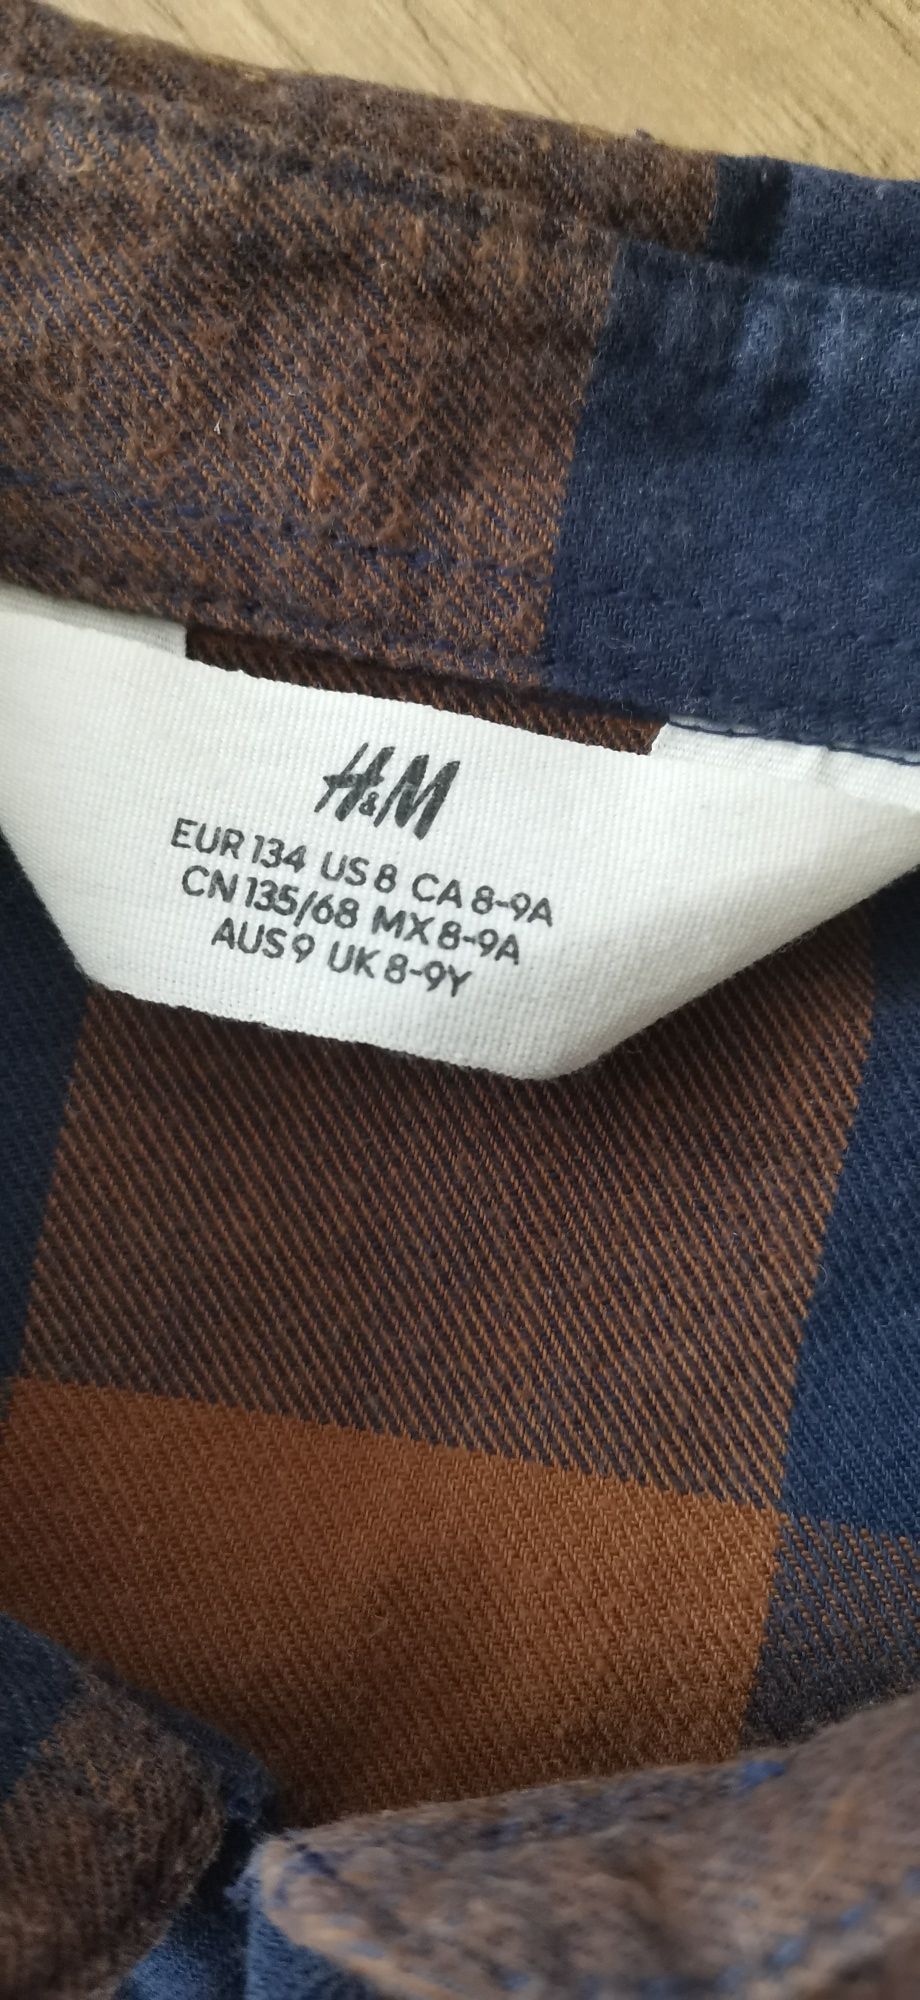 H&M
EUR 134 US 8 CA 8-9A
CN 135/68 MX 8-9A
AUS 9 UK 8-9Y